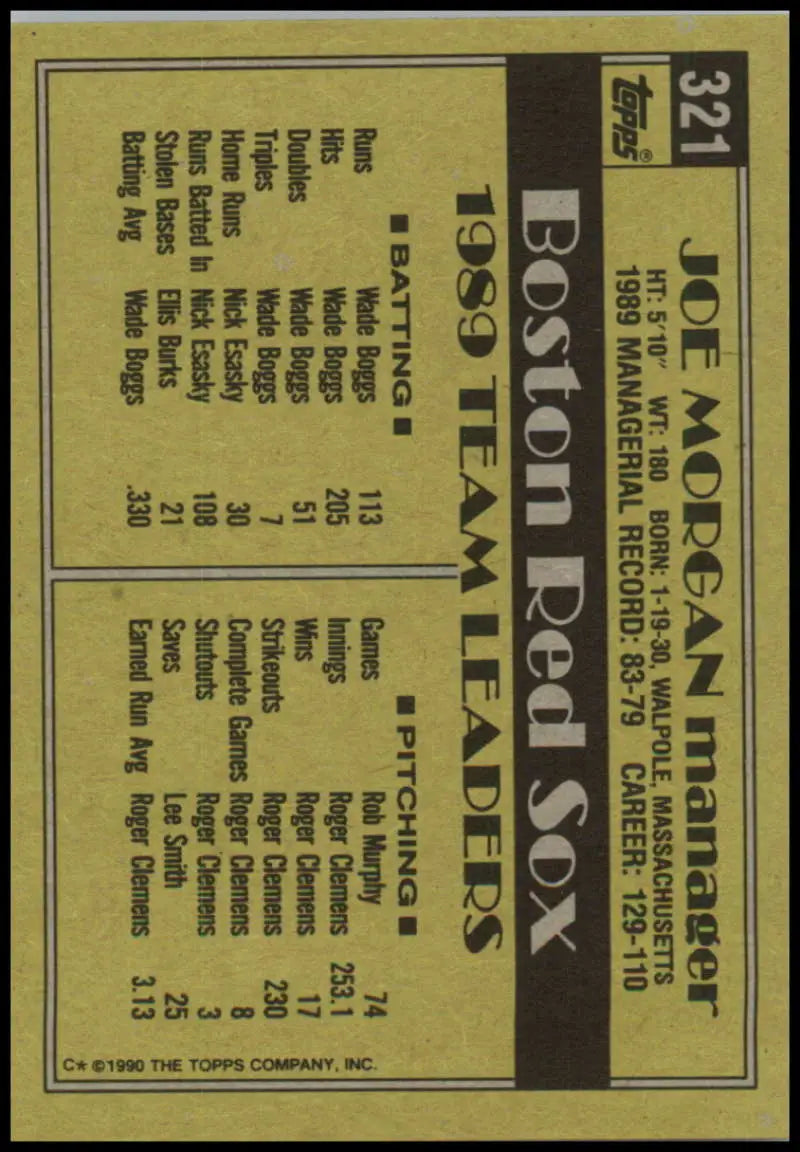 321
topps®
JOE MORGAN manager
HT: 5'10" WT: 180 BORN: 1-19-30, WALPOLE, MASSACHUSETTS
1989 MANAGERIAL RECORD: 83-79 CAREER: 129-110
Boston Red Sox
1989 TEAM LEADERS
BATTING
Runs Wade Boggs 113
Hits Wade Boggs 205
Doubles Wade Boggs 51
Triples Wade Boggs 7
Home Runs Nick Esasky 30
Runs Batted In Nick Esasky 108
Stolen Bases Ellis Burks 21
Batting Avg Wade Boggs .330
PITCHING
Games Rob Murphy 74
Innings Roger Clemens 253.1
Wins Roger Clemens 17
Strikeouts Roger Clemens 230
Complete Games Roger Clemens 8
Shutouts Roger Clemens 3
Saves Lee Smith 25
Earned Run Avg Roger Clemens 3.13
C* ©1990 THE TOPPS COMPANY, INC.